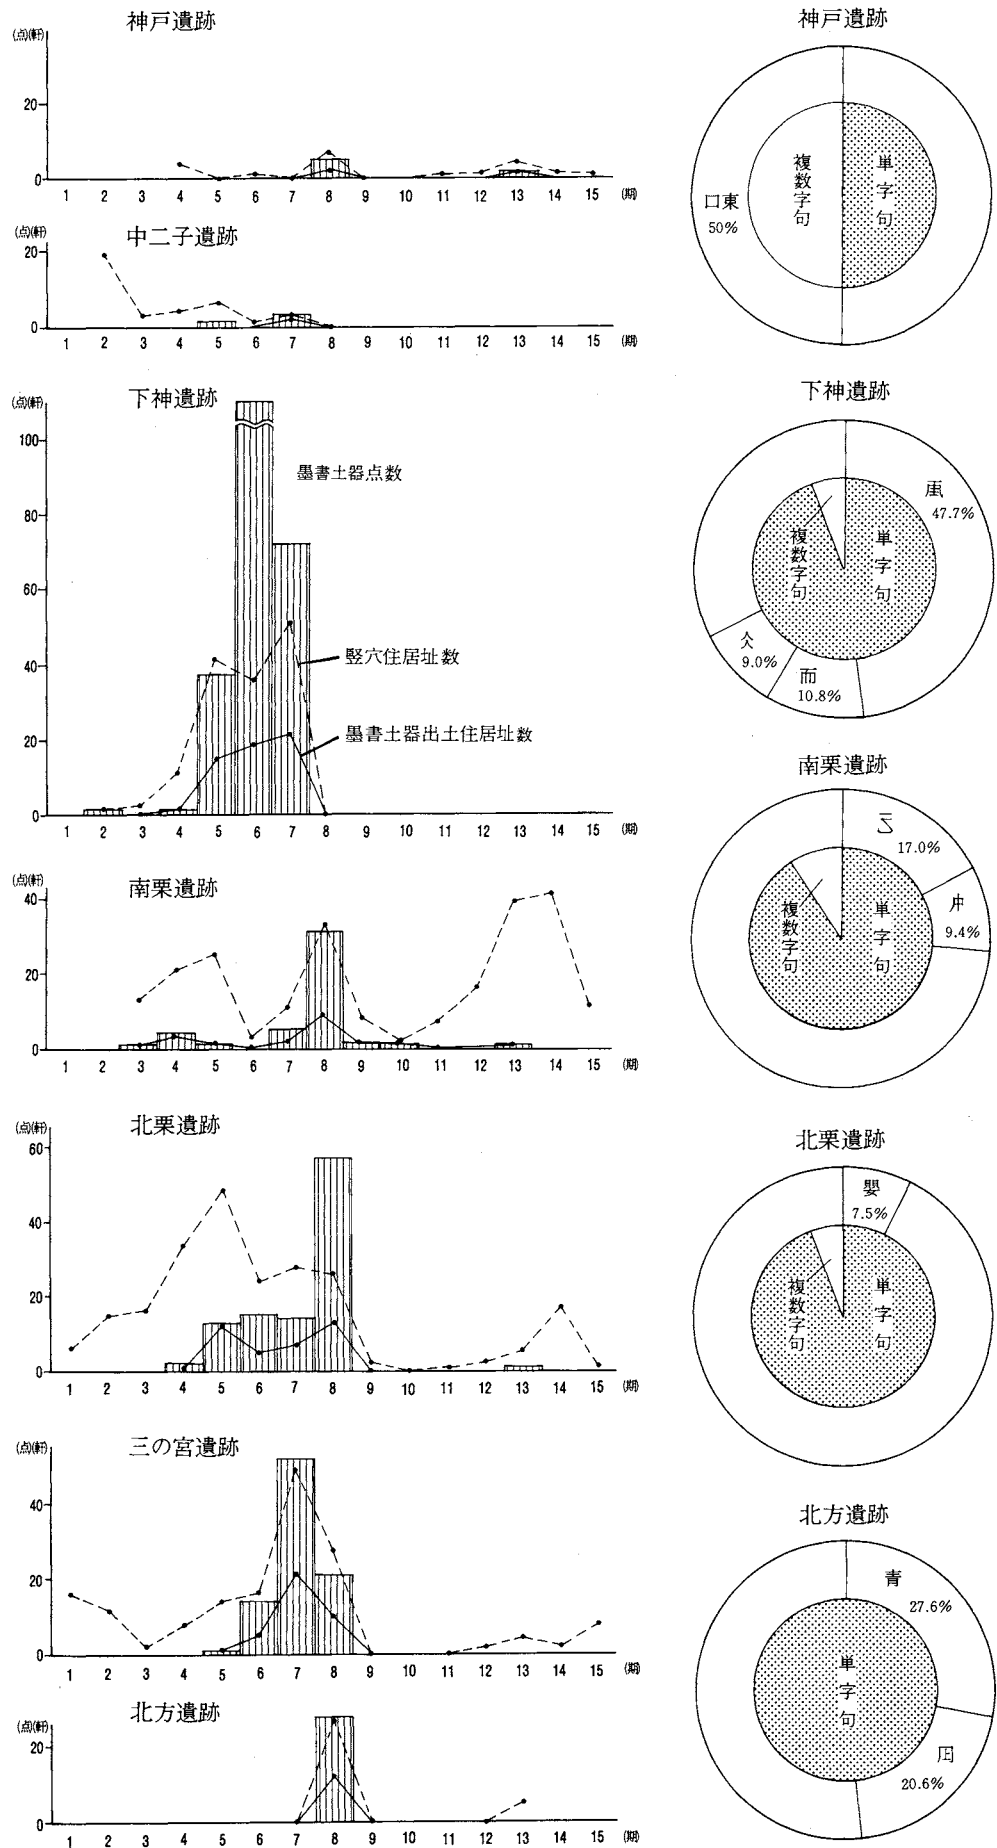 神戸遺跡
(点)(軒)
20
0
1 2 3 4 5 6 7 8 9 10 11 12 13 14 15 (期)
中二子遺跡
(点)(軒)
20
0
1 2 3 4 5 6 7 8 9 10 11 12 13 14 15 (期)
下神遺跡
(点)(軒)
100
80
60
40
20
0
墨書土器点数
竪穴住居址数
墨書土器出土住居址数
1 2 3 4 5 6 7 8 9 10 11 12 13 14 15 (期)
南栗遺跡
(点)(軒)
40
20
0
1 2 3 4 5 6 7 8 9 10 11 12 13 14 15 (期)
北栗遺跡
(点)(軒)
60
40
20
0
1 2 3 4 5 6 7 8 9 10 11 12 13 14 15 (期)
三の宮遺跡
(点)(軒)
40
20
0
1 2 3 4 5 6 7 8 9 10 11 12 13 14 15 (期)
北方遺跡
(点)(軒)
20
0
1 2 3 4 5 6 7 8 9 10 11 12 13 14 15 (期)
神戸遺跡
複数字句
単字句
口東
50%
下神遺跡
複数字句
単字句
47.7%
而
10.8%
9.0%
南栗遺跡
複数字句
単字句
17.0%
9.4%
北栗遺跡
複数字句
単字句
嬰
7.5%
北方遺跡
単字句
青
27.6%
20.6%